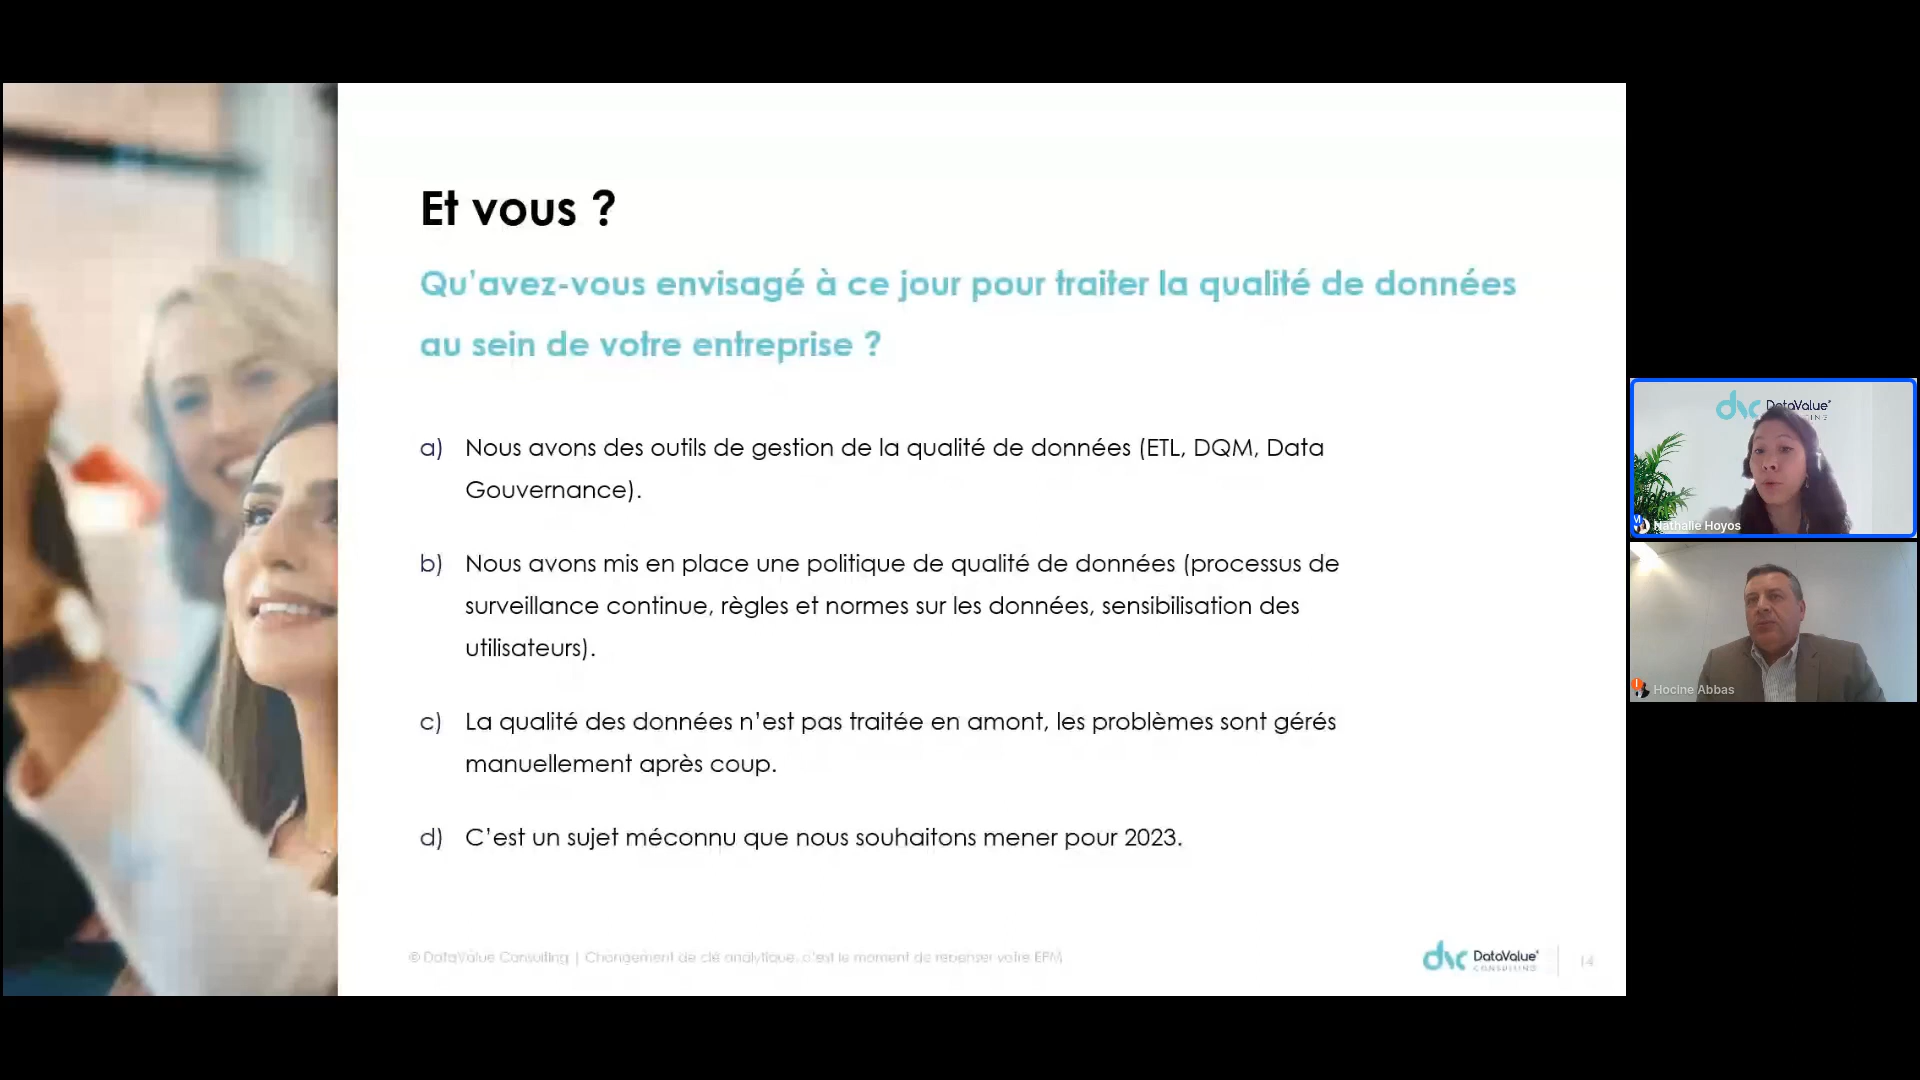 Et vous ?
Qu’avez-vous envisagé à ce jour pour traiter la qualité de données
au sein de votre entreprise ?
a) Nous avons des outils de gestion de la qualité de données (ETL, DQM, Data
Gouvernance).
b) Nous avons mis en place une politique de qualité de données (processus de
surveillance continue, règles et normes sur les données, sensibilisation des
utilisateurs).
c) La qualité des données n’est pas traitée en amont, les problèmes sont gérés
manuellement après coup.
d) C’est un sujet méconnu que nous souhaitons mener pour 2023.
© DataValue Consulting | Changement de clé analytique, c’est le moment de repenser votre EPM
dvc DataValue
CONSULTING
14
dvc DataValue
Nathalie Hoyos
Hocine Abbas